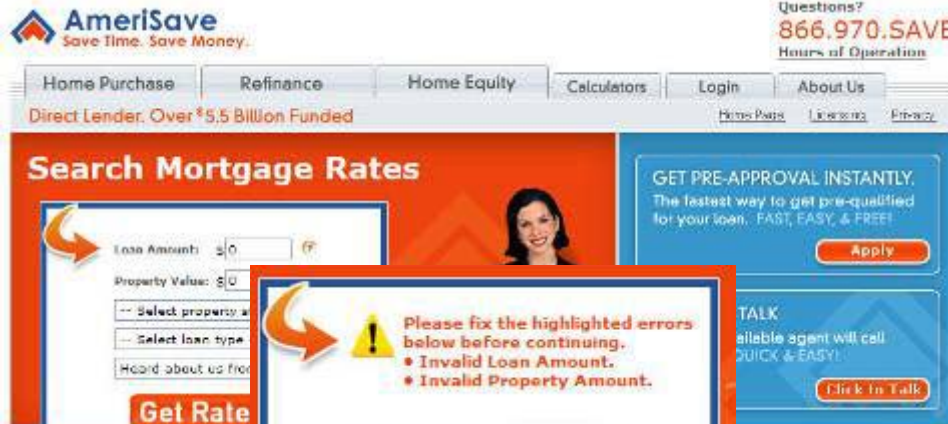 AmeriSave
Save Time. Save Money.
Questions?
866.970.SAVE
Hours of Operation
Home Purchase
Refinance
Home Equity
Calculators
Login
About Us
Direct Lender. Over $5.5 Billion Funded
Home Page
Licensing
Privacy
Search Mortgage Rates
Loan Amount: $ 0
Property Value: $ 0
-- Select property
-- Select loan type
Heard about us from
Get Rate
Please fix the highlighted errors
below before continuing.
• Invalid Loan Amount.
• Invalid Property Amount.
GET PRE-APPROVAL INSTANTLY.
The fastest way to get pre-qualified
for your loan. FAST, EASY, & FREE!
Apply
TALK
agent will call
QUICK & EASY!
Click to Talk